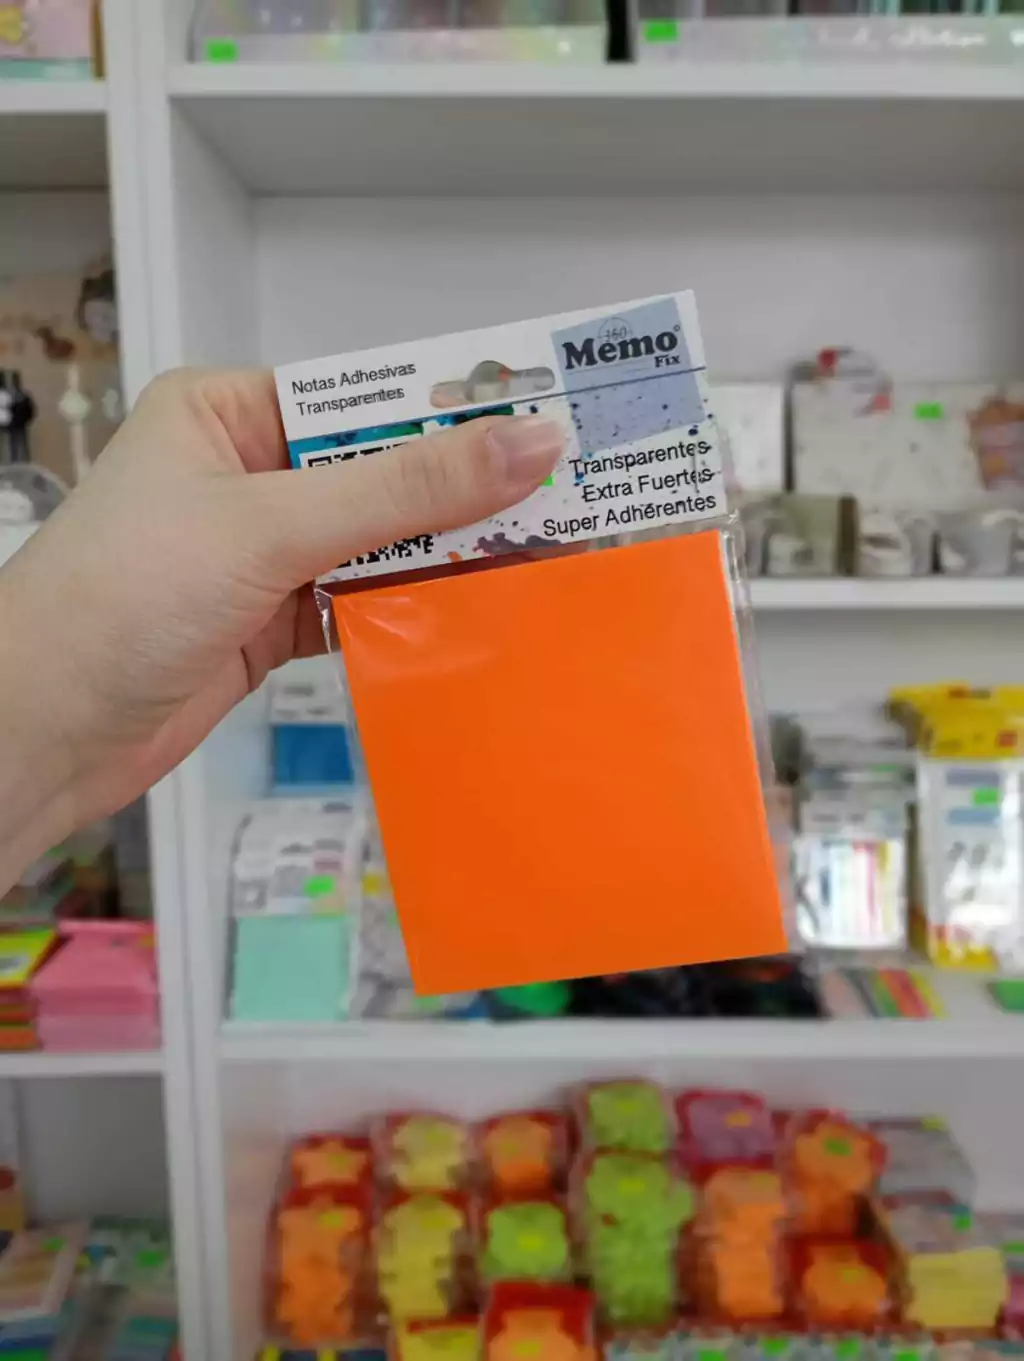 Notas Adhesivas
Transparentes
Memo
Fix
Transparentes
Extra Fuertes
Super Adherentes